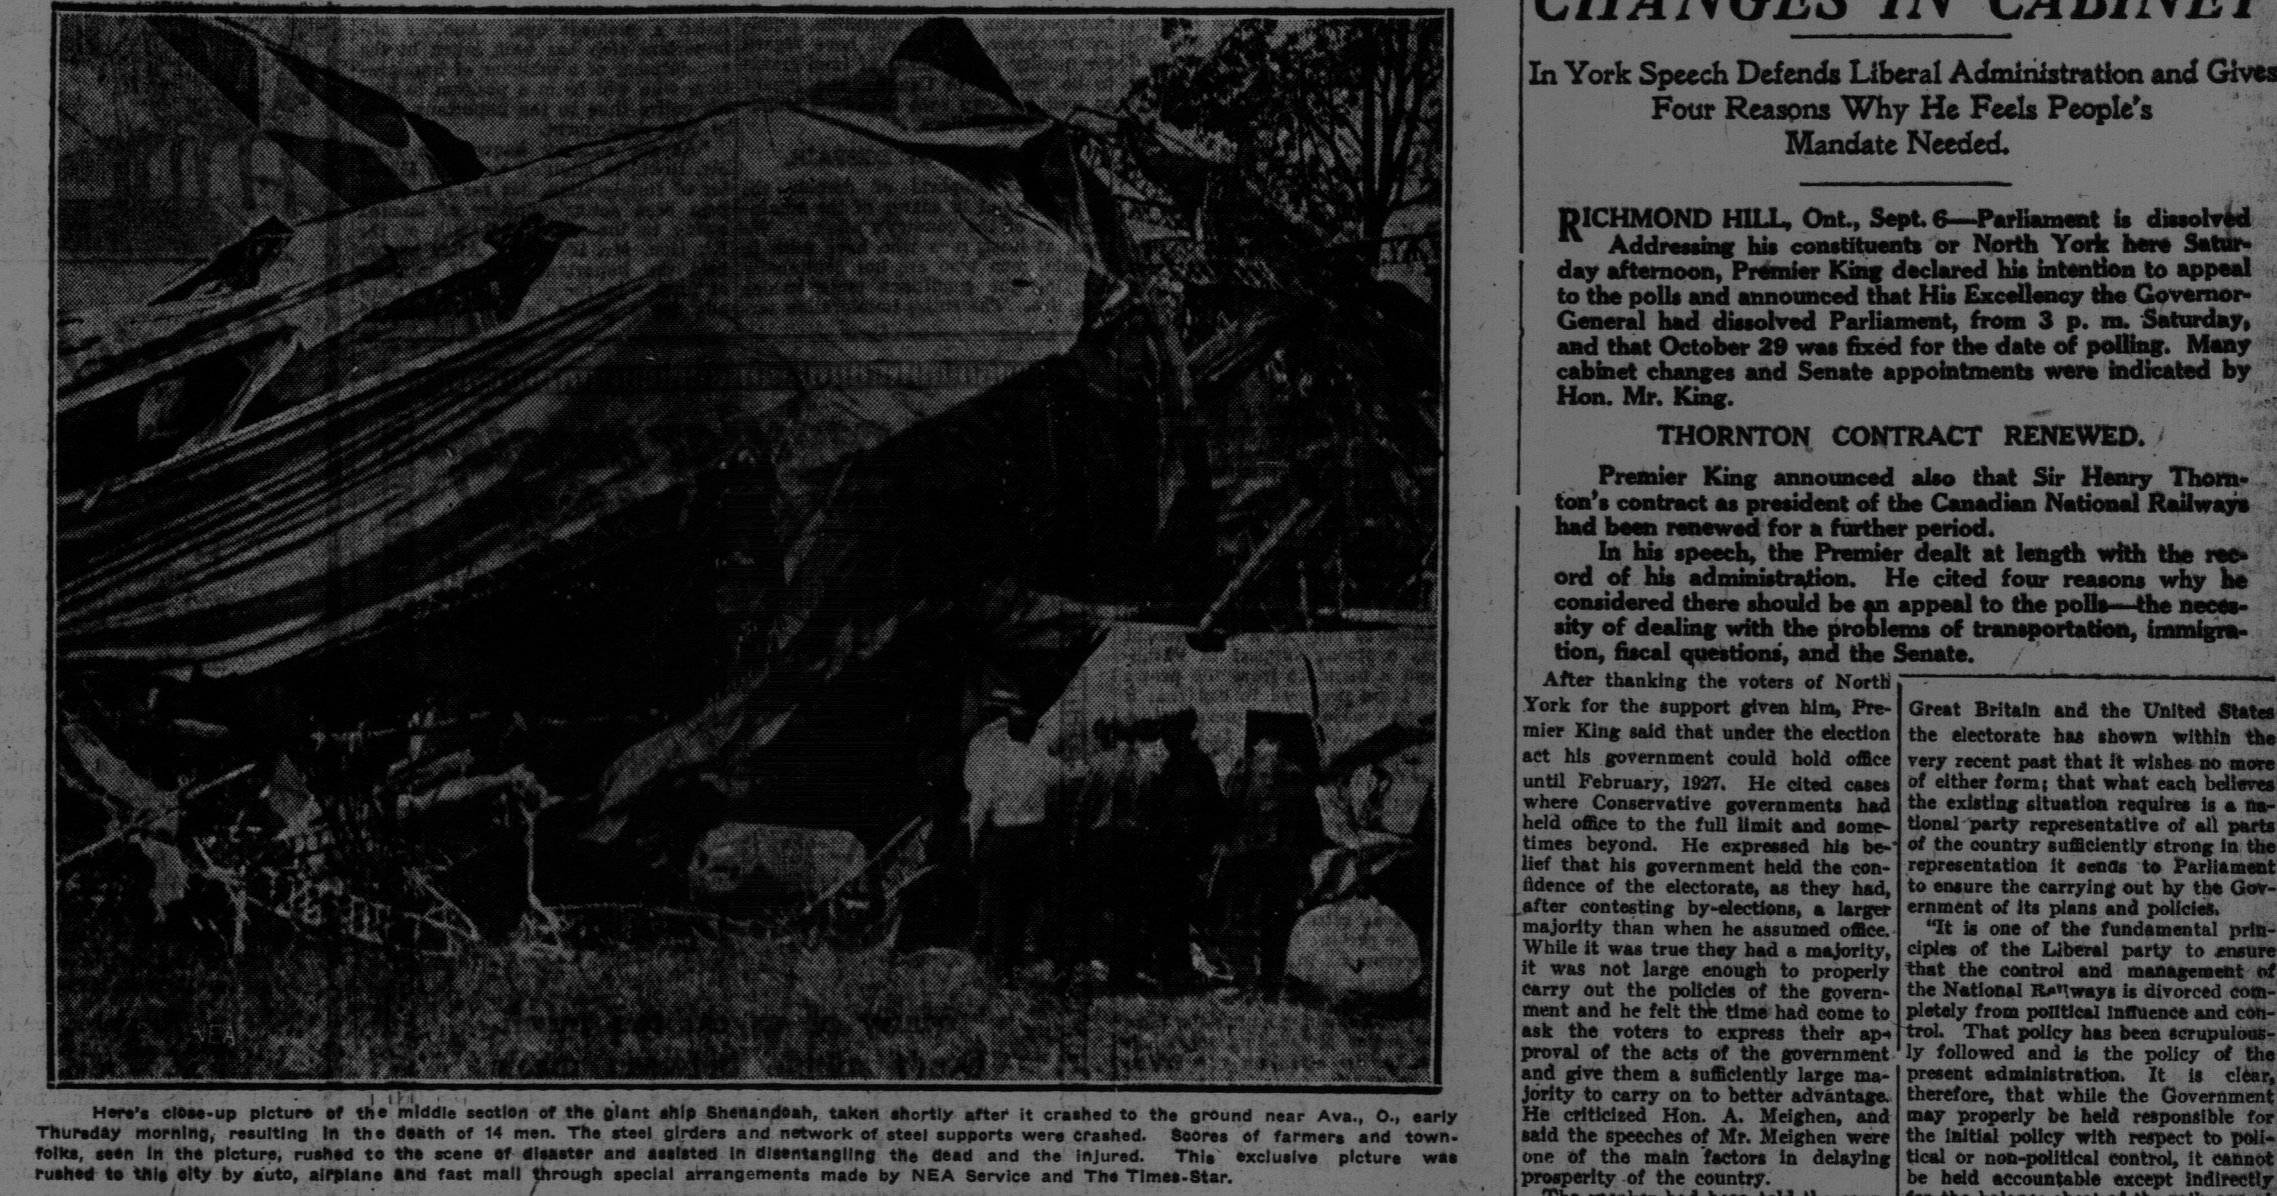 NEA
Here's close-up picture of the middle section of the giant ship Shenandoah, taken shortly after it crashed to the ground near Ava., O., early
Thursday morning, resulting in the death of 14 men. The steel girders and network of steel supports were crashed. Scores of farmers and town-
folks, seen in the picture, rushed to the scene of disaster and assisted in disentangling the dead and the injured. This exclusive picture was
rushed to this city by auto, airplane and fast mail through special arrangements made by NEA Service and The Times-Star.
CHANGES IN CABINET
In York Speech Defends Liberal Administration and Gives
Four Reasons Why He Feels People's
Mandate Needed.
RICHMOND HILL, Ont., Sept. 6—Parliament is dissolved
Addressing his constituents or North York here Satur-
day afternoon, Premier King declared his intention to appeal
to the polls and announced that His Excellency the Governor-
General had dissolved Parliament, from 3 p. m. Saturday,
and that October 29 was fixed for the date of polling. Many
cabinet changes and Senate appointments were indicated by
Hon. Mr. King.
THORNTON CONTRACT RENEWED.
Premier King announced also that Sir Henry Thorn-
ton's contract as president of the Canadian National Railways
had been renewed for a further period.
In his speech, the Premier dealt at length with the rec-
ord of his administration. He cited four reasons why he
considered there should be an appeal to the polls—the neces-
sity of dealing with the problems of transportation, immigra-
tion, fiscal questions, and the Senate.
After thanking the voters of North
York for the support given him, Pre-
mier King said that under the election
act his government could hold office
until February, 1927. He cited cases
where Conservative governments had
held office to the full limit and some-
times beyond. He expressed his be-
lief that his government held the con-
fidence of the electorate, as they had,
after contesting by-elections, a larger
majority than when he assumed office.
While it was true they had a majority,
it was not large enough to properly
carry out the policies of the govern-
ment and he felt the time had come to
ask the voters to express their ap-
proval of the acts of the government
and give them a sufficiently large ma-
jority to carry on to better advantage.
He criticized Hon. A. Meighen, and
said the speeches of Mr. Meighen were
one of the main factors in delaying
prosperity of the country.
Great Britain and the United States
the electorate has shown within the
very recent past that it wishes no more
of either form; that what each believes
the existing situation requires is a na-
tional party representative of all parts
of the country sufficiently strong in the
representation it sends to Parliament
to ensure the carrying out by the Gov-
ernment of its plans and policies.
"It is one of the fundamental prin-
ciples of the Liberal party to ensure
that the control and management of
the National Railways is divorced com-
pletely from political influence and con-
trol. That policy has been scrupulous-
ly followed and is the policy of the
present administration. It is clear,
therefore, that while the Government
may properly be held responsible for
the initial policy with respect to poli-
tical or non-political control, it cannot
be held accountable except indirectly